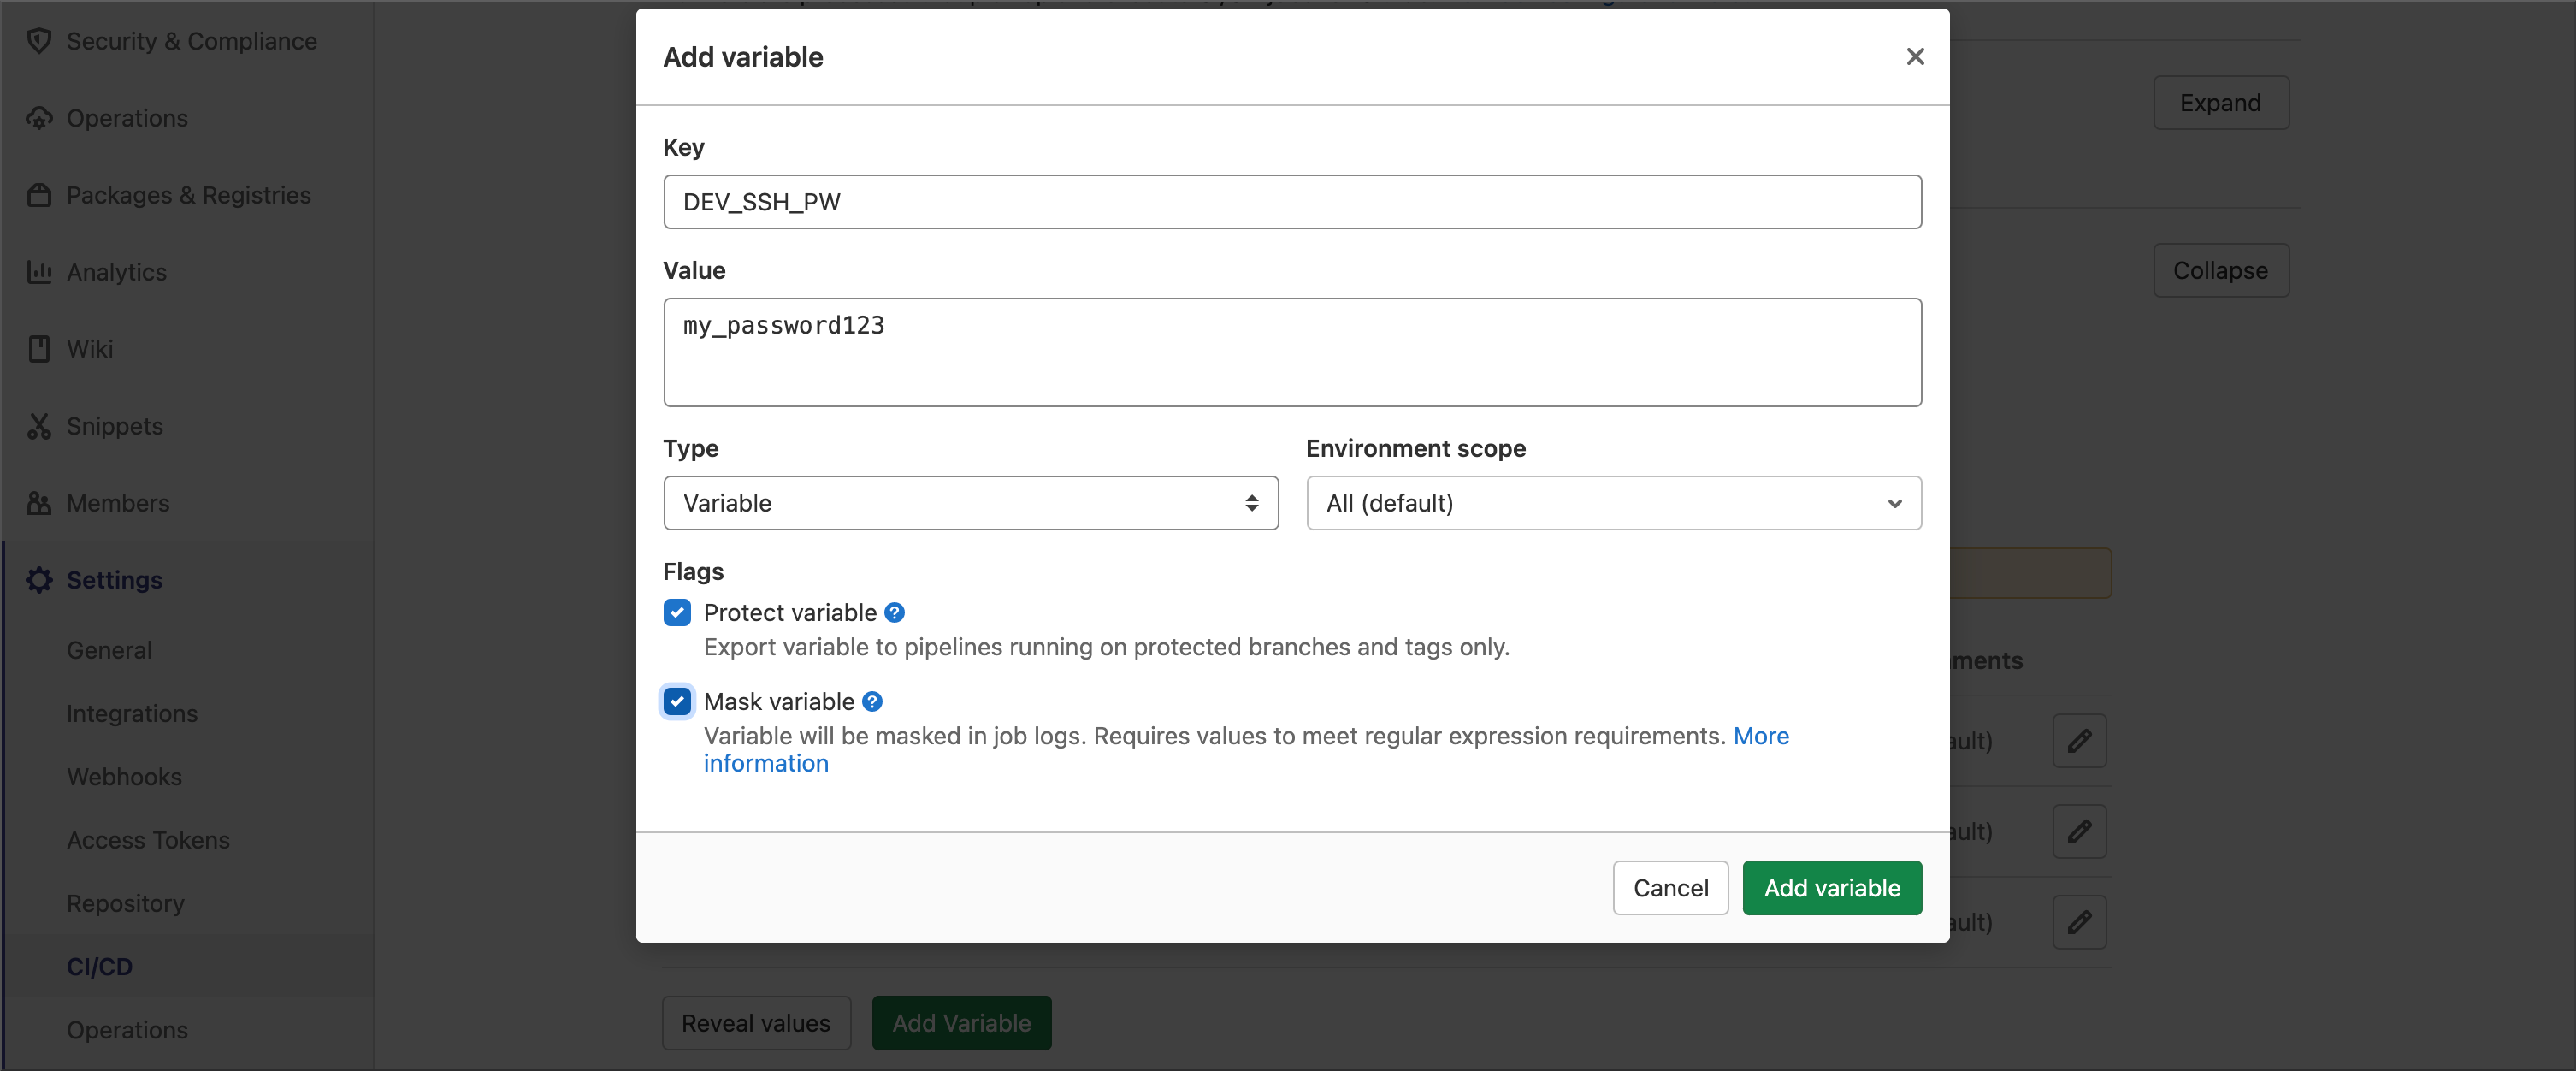 Security & Compliance
Operations
Packages & Registries
Analytics
Wiki
Snippets
Members
Settings
General
Integrations
Webhooks
Access Tokens
Repository
CI/CD
Operations
Add variable
Key
DEV_SSH_PW
Value
my_password123
Type
Environment scope
Variable
All (default)
Flags
Protect variable
Export variable to pipelines running on protected branches and tags only.
Mask variable
Variable will be masked in job logs. Requires values to meet regular expression requirements. More
information
Cancel
Add variable
Expand
Collapse
ments
ault)
ault)
ault)
Reveal values
Add Variable